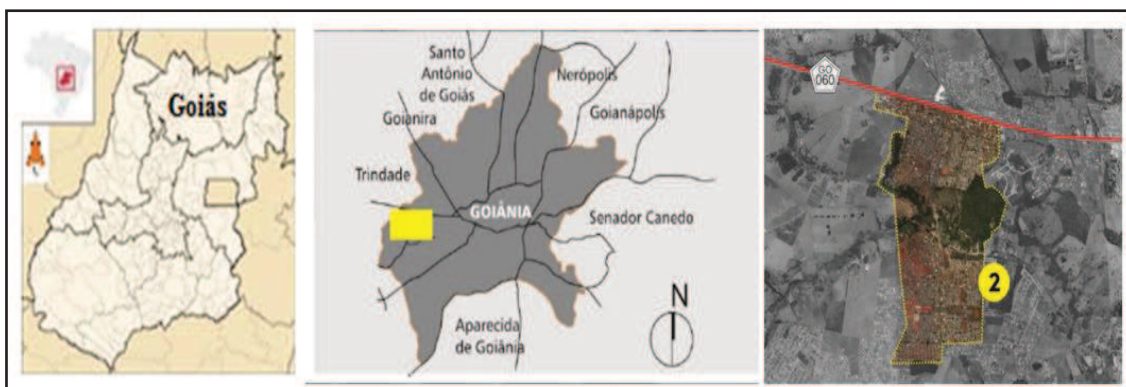 Goiás
Santo
Antônio
de Goiás
Nerópolis
Goianira
Goianápolis
Trindade
GOIÂNIA
Senador Canedo
Aparecida
de Goiânia
N
GO
060
2